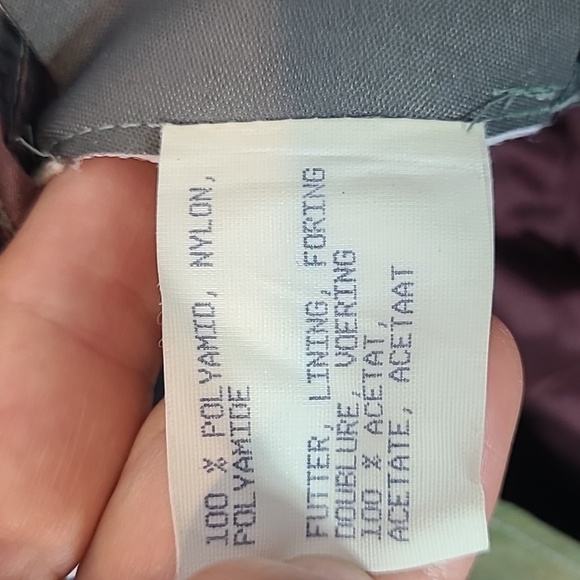 100 % POLYAMID, NYLON,
POLYAMIDE
FUTTER, LINING, FORING
DOUBLURE, VOERING
100 % ACETAT,
ACETATE, ACETAAT